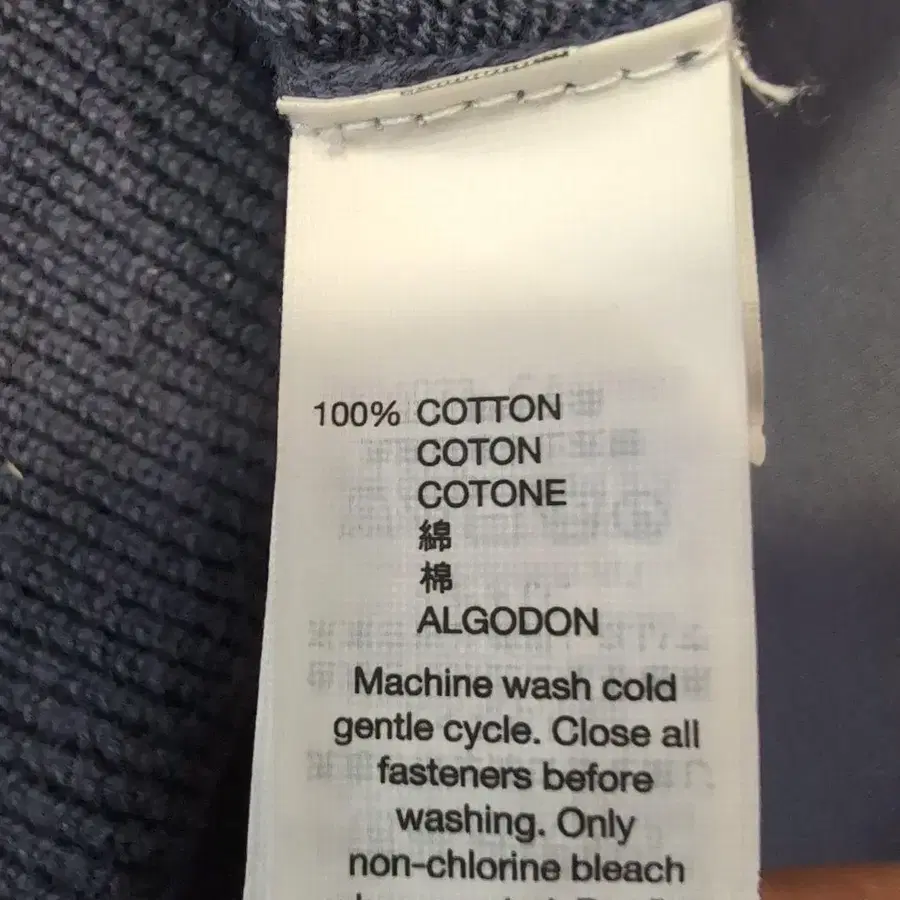 100% COTTON
COTON
COTONE
綿
棉
ALGODON
Machine wash cold
gentle cycle. Close all
fasteners before
washing. Only
non-chlorine bleach